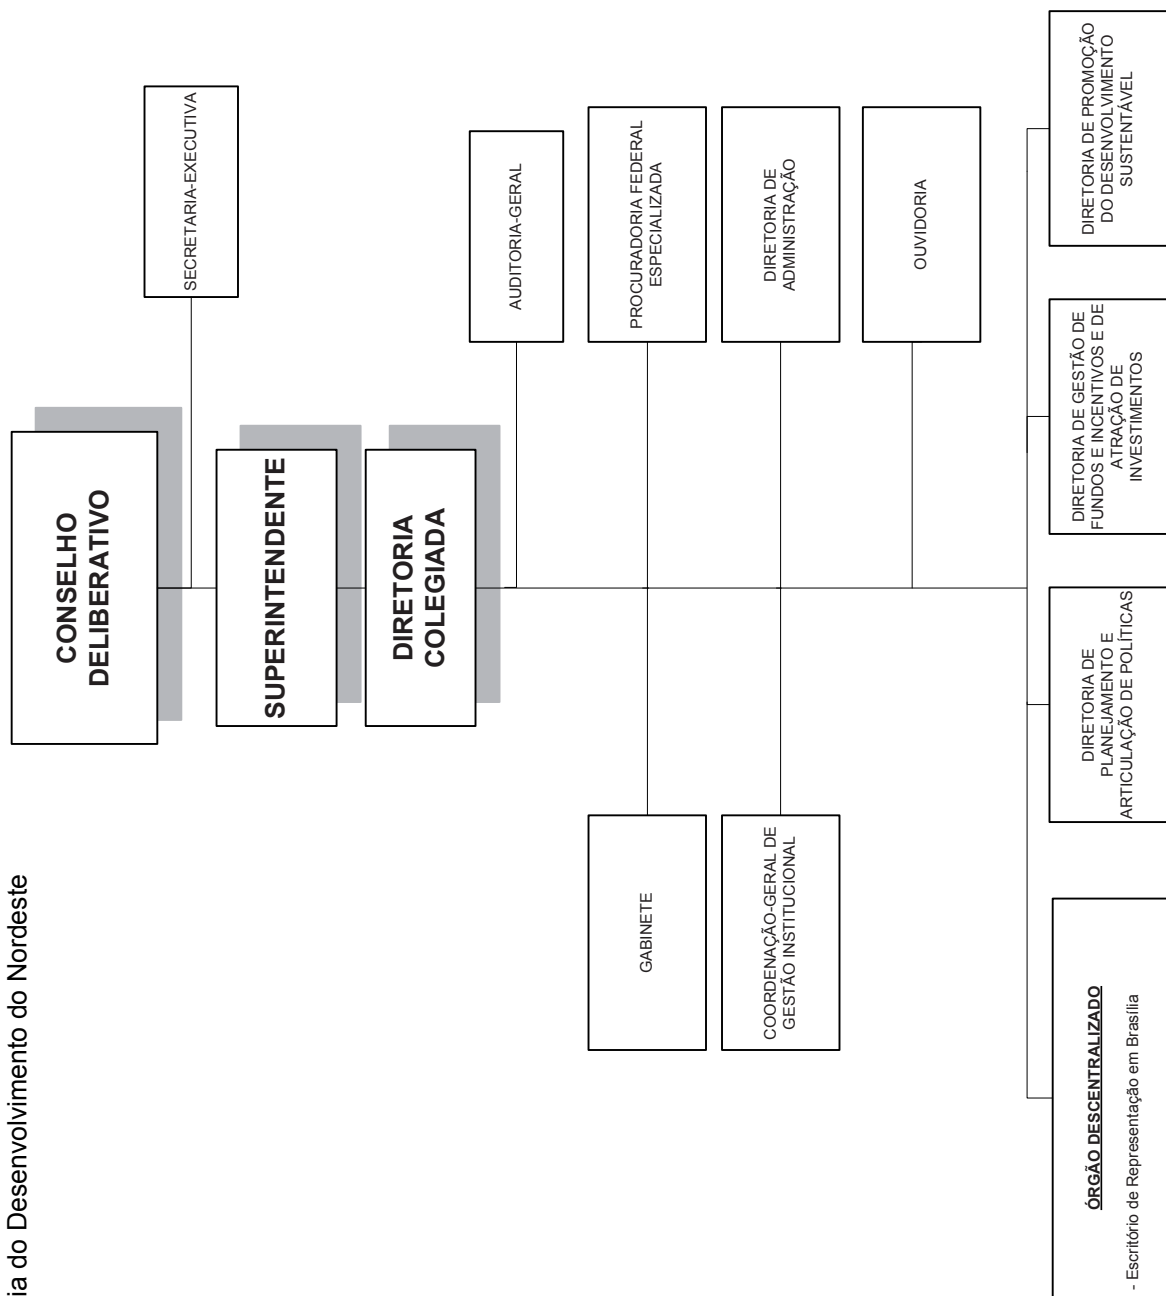 ia do Desenvolvimento do Nordeste
CONSELHO
DELIBERATIVO
SECRETARIA-EXECUTIVA
SUPERINTENDENTE
DIRETORIA
COLEGIADA
AUDITORIA-GERAL
GABINETE
PROCURADORIA FEDERAL
ESPECIALIZADA
COORDENAÇÃO-GERAL DE
GESTÃO INSTITUCIONAL
DIRETORIA DE
ADMINISTRAÇÃO
OUVIDORIA
ÓRGÃO DESCENTRALIZADO
- Escritório de Representação em Brasília
DIRETORIA DE
PLANEJAMENTO E
ARTICULAÇÃO DE POLÍTICAS
DIRETORIA DE GESTÃO DE
FUNDOS E INCENTIVOS E DE
ATRAÇÃO DE
INVESTIMENTOS
DIRETORIA DE PROMOÇÃO
DO DESENVOLVIMENTO
SUSTENTÁVEL